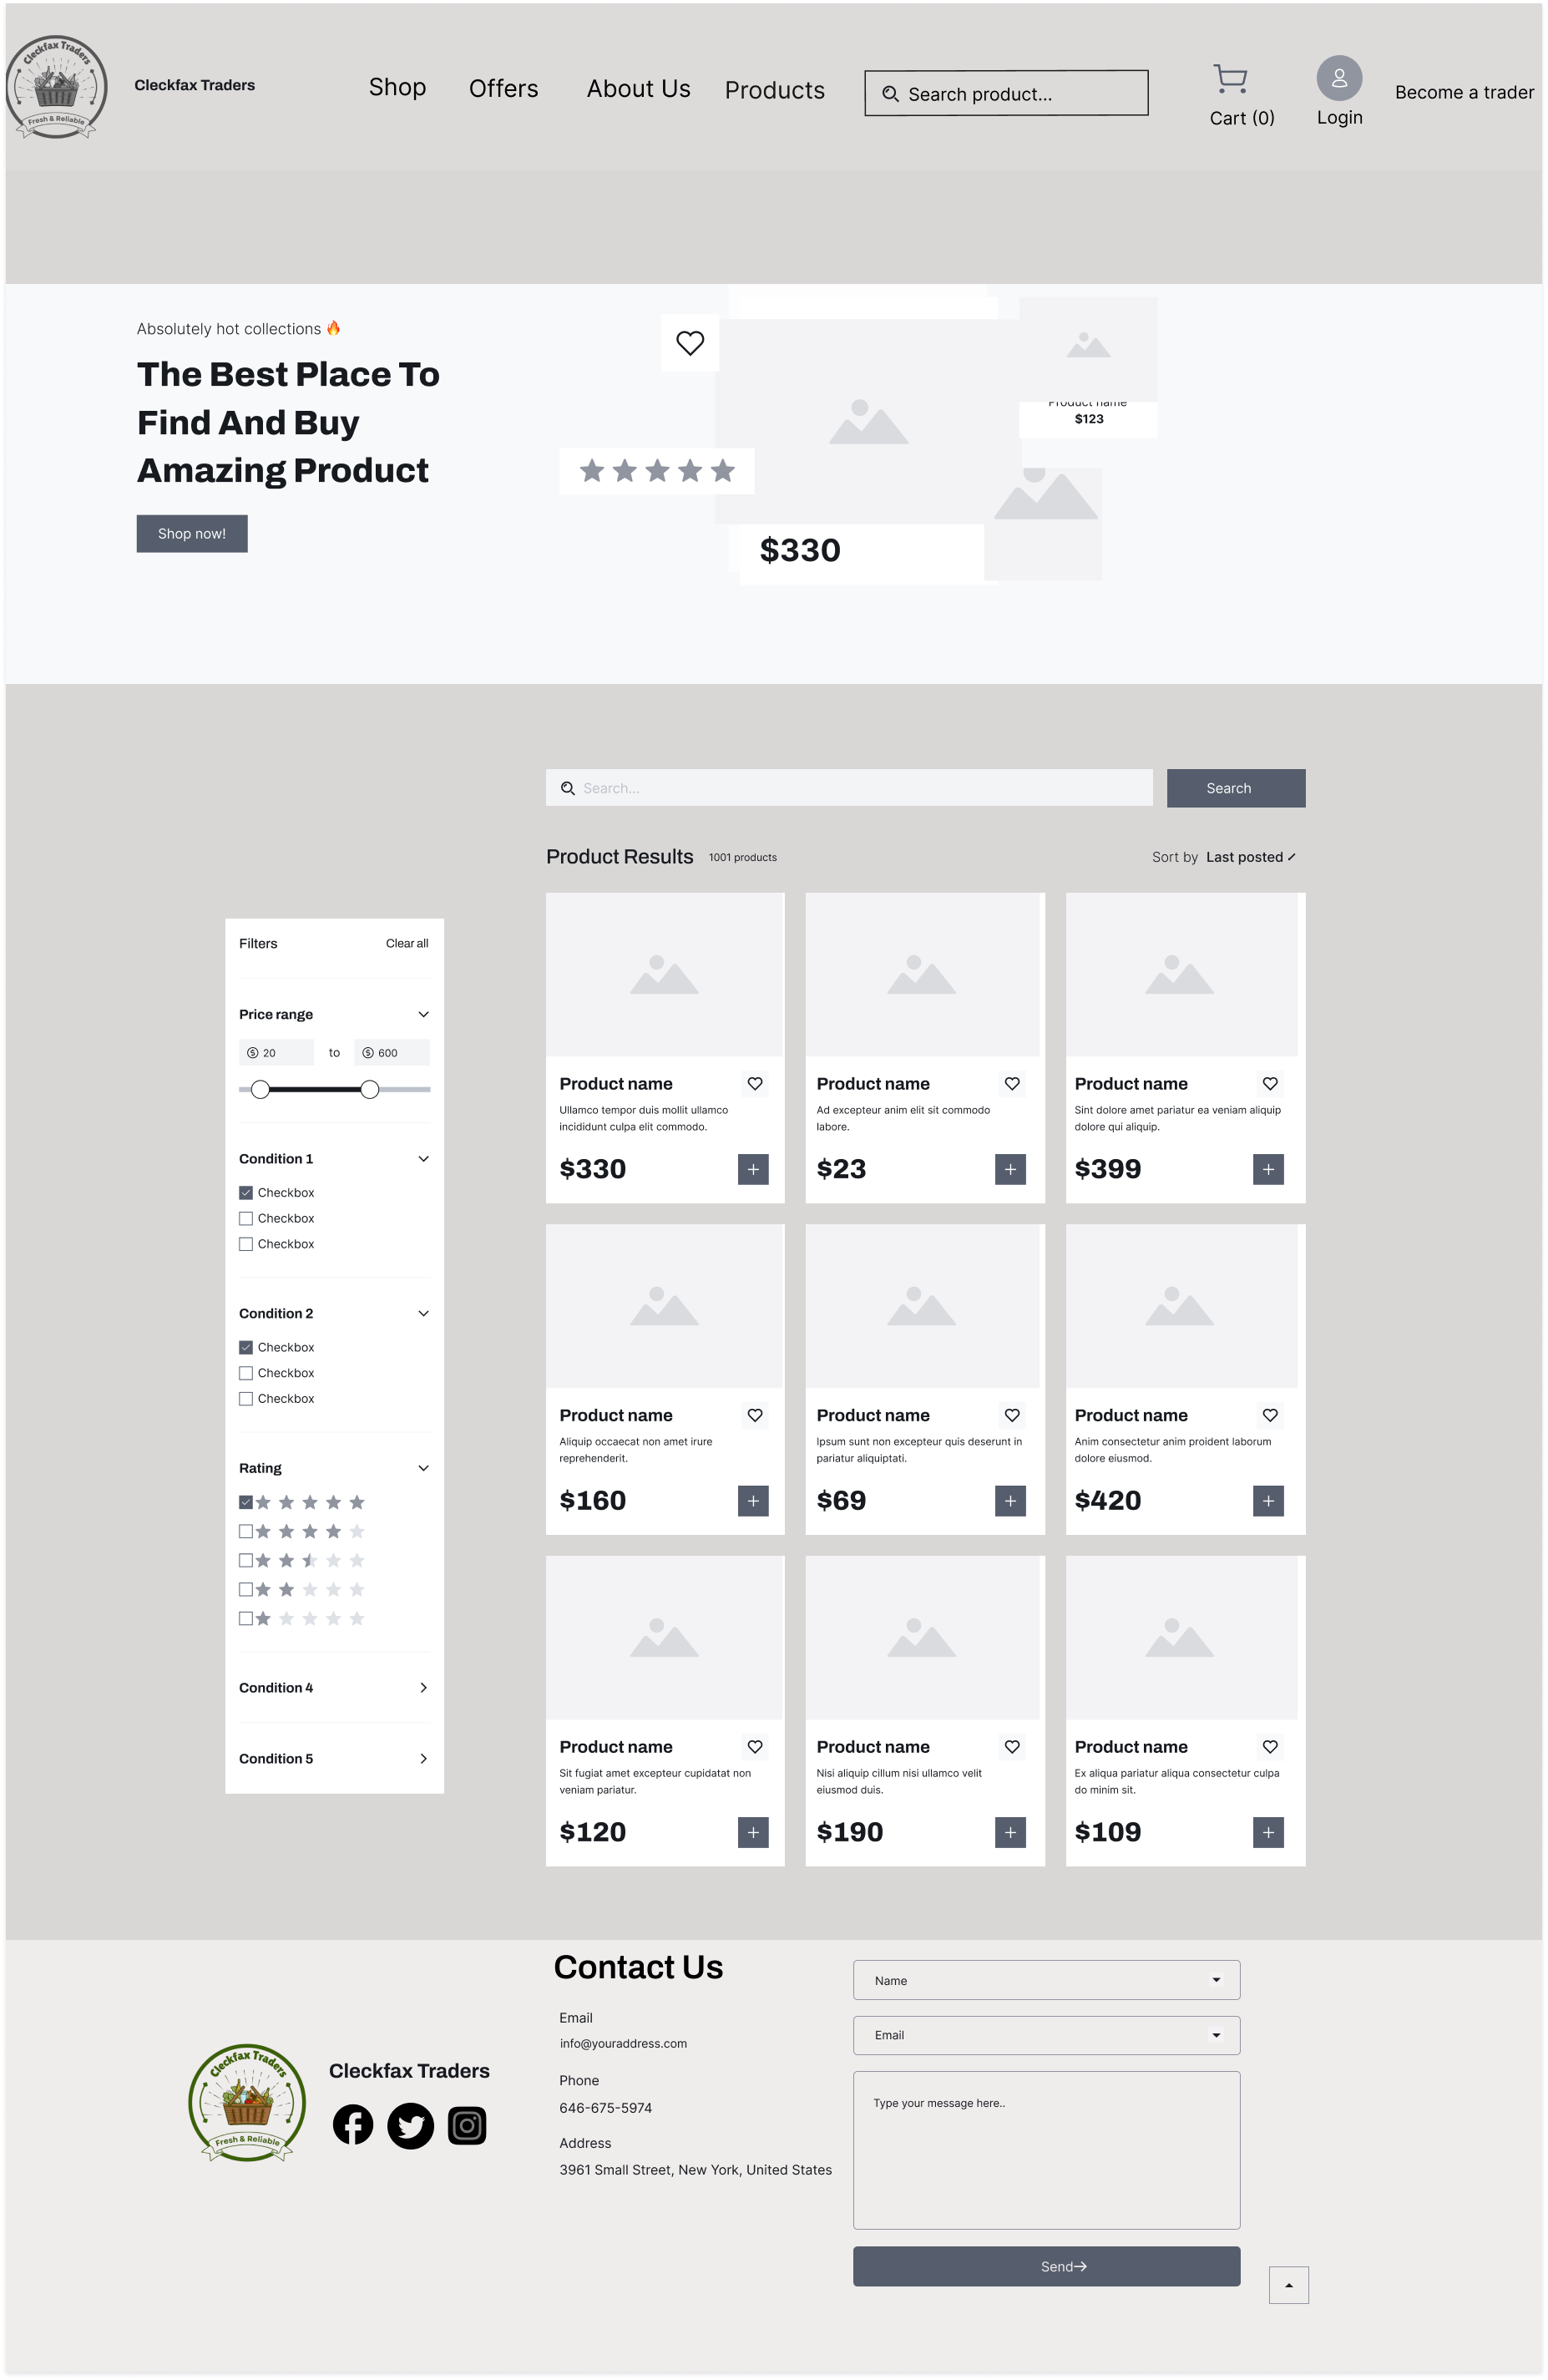 Cleckfax Traders
Fresh & Reliable
Cleckfax Traders
Shop
Offers
About Us
Products
Search product...
Cart (0)
Login
Become a trader
Absolutely hot collections 🔥
The Best Place To
Find And Buy
Amazing Product
Shop now!
Product name
$123
$330
Search...
Search
Product Results
1001 products
Sort by Last posted
Filters
Clear all
Price range
20
to
600
Condition 1
Checkbox
Checkbox
Checkbox
Condition 2
Checkbox
Checkbox
Checkbox
Rating
Condition 4
Condition 5
Product name
Ullamco tempor duis mollit ullamco
incididunt culpa elit commodo.
$330
Product name
Ad excepteur anim elit sit commodo
labore.
$23
Product name
Sint dolore amet pariatur ea veniam aliquip
dolore qui aliquip.
$399
Product name
Aliquip occaecat non amet irure
reprehenderit.
$160
Product name
Ipsum sunt non excepteur quis deserunt in
pariatur aliquiptati.
$69
Product name
Anim consectetur anim proident laborum
dolore eiusmod.
$420
Product name
Sit fugiat amet excepteur cupidatat non
veniam pariatur.
$120
Product name
Nisi aliquip cillum nisi ullamco velit
eiusmod duis.
$190
Product name
Ex aliqua pariatur aliqua consectetur culpa
do minim sit.
$109
Cleckfax Traders
Fresh & Reliable
Cleckfax Traders
Contact Us
Email
info@youraddress.com
Phone
646-675-5974
Address
3961 Small Street, New York, United States
Name
Email
Type your message here..
Send